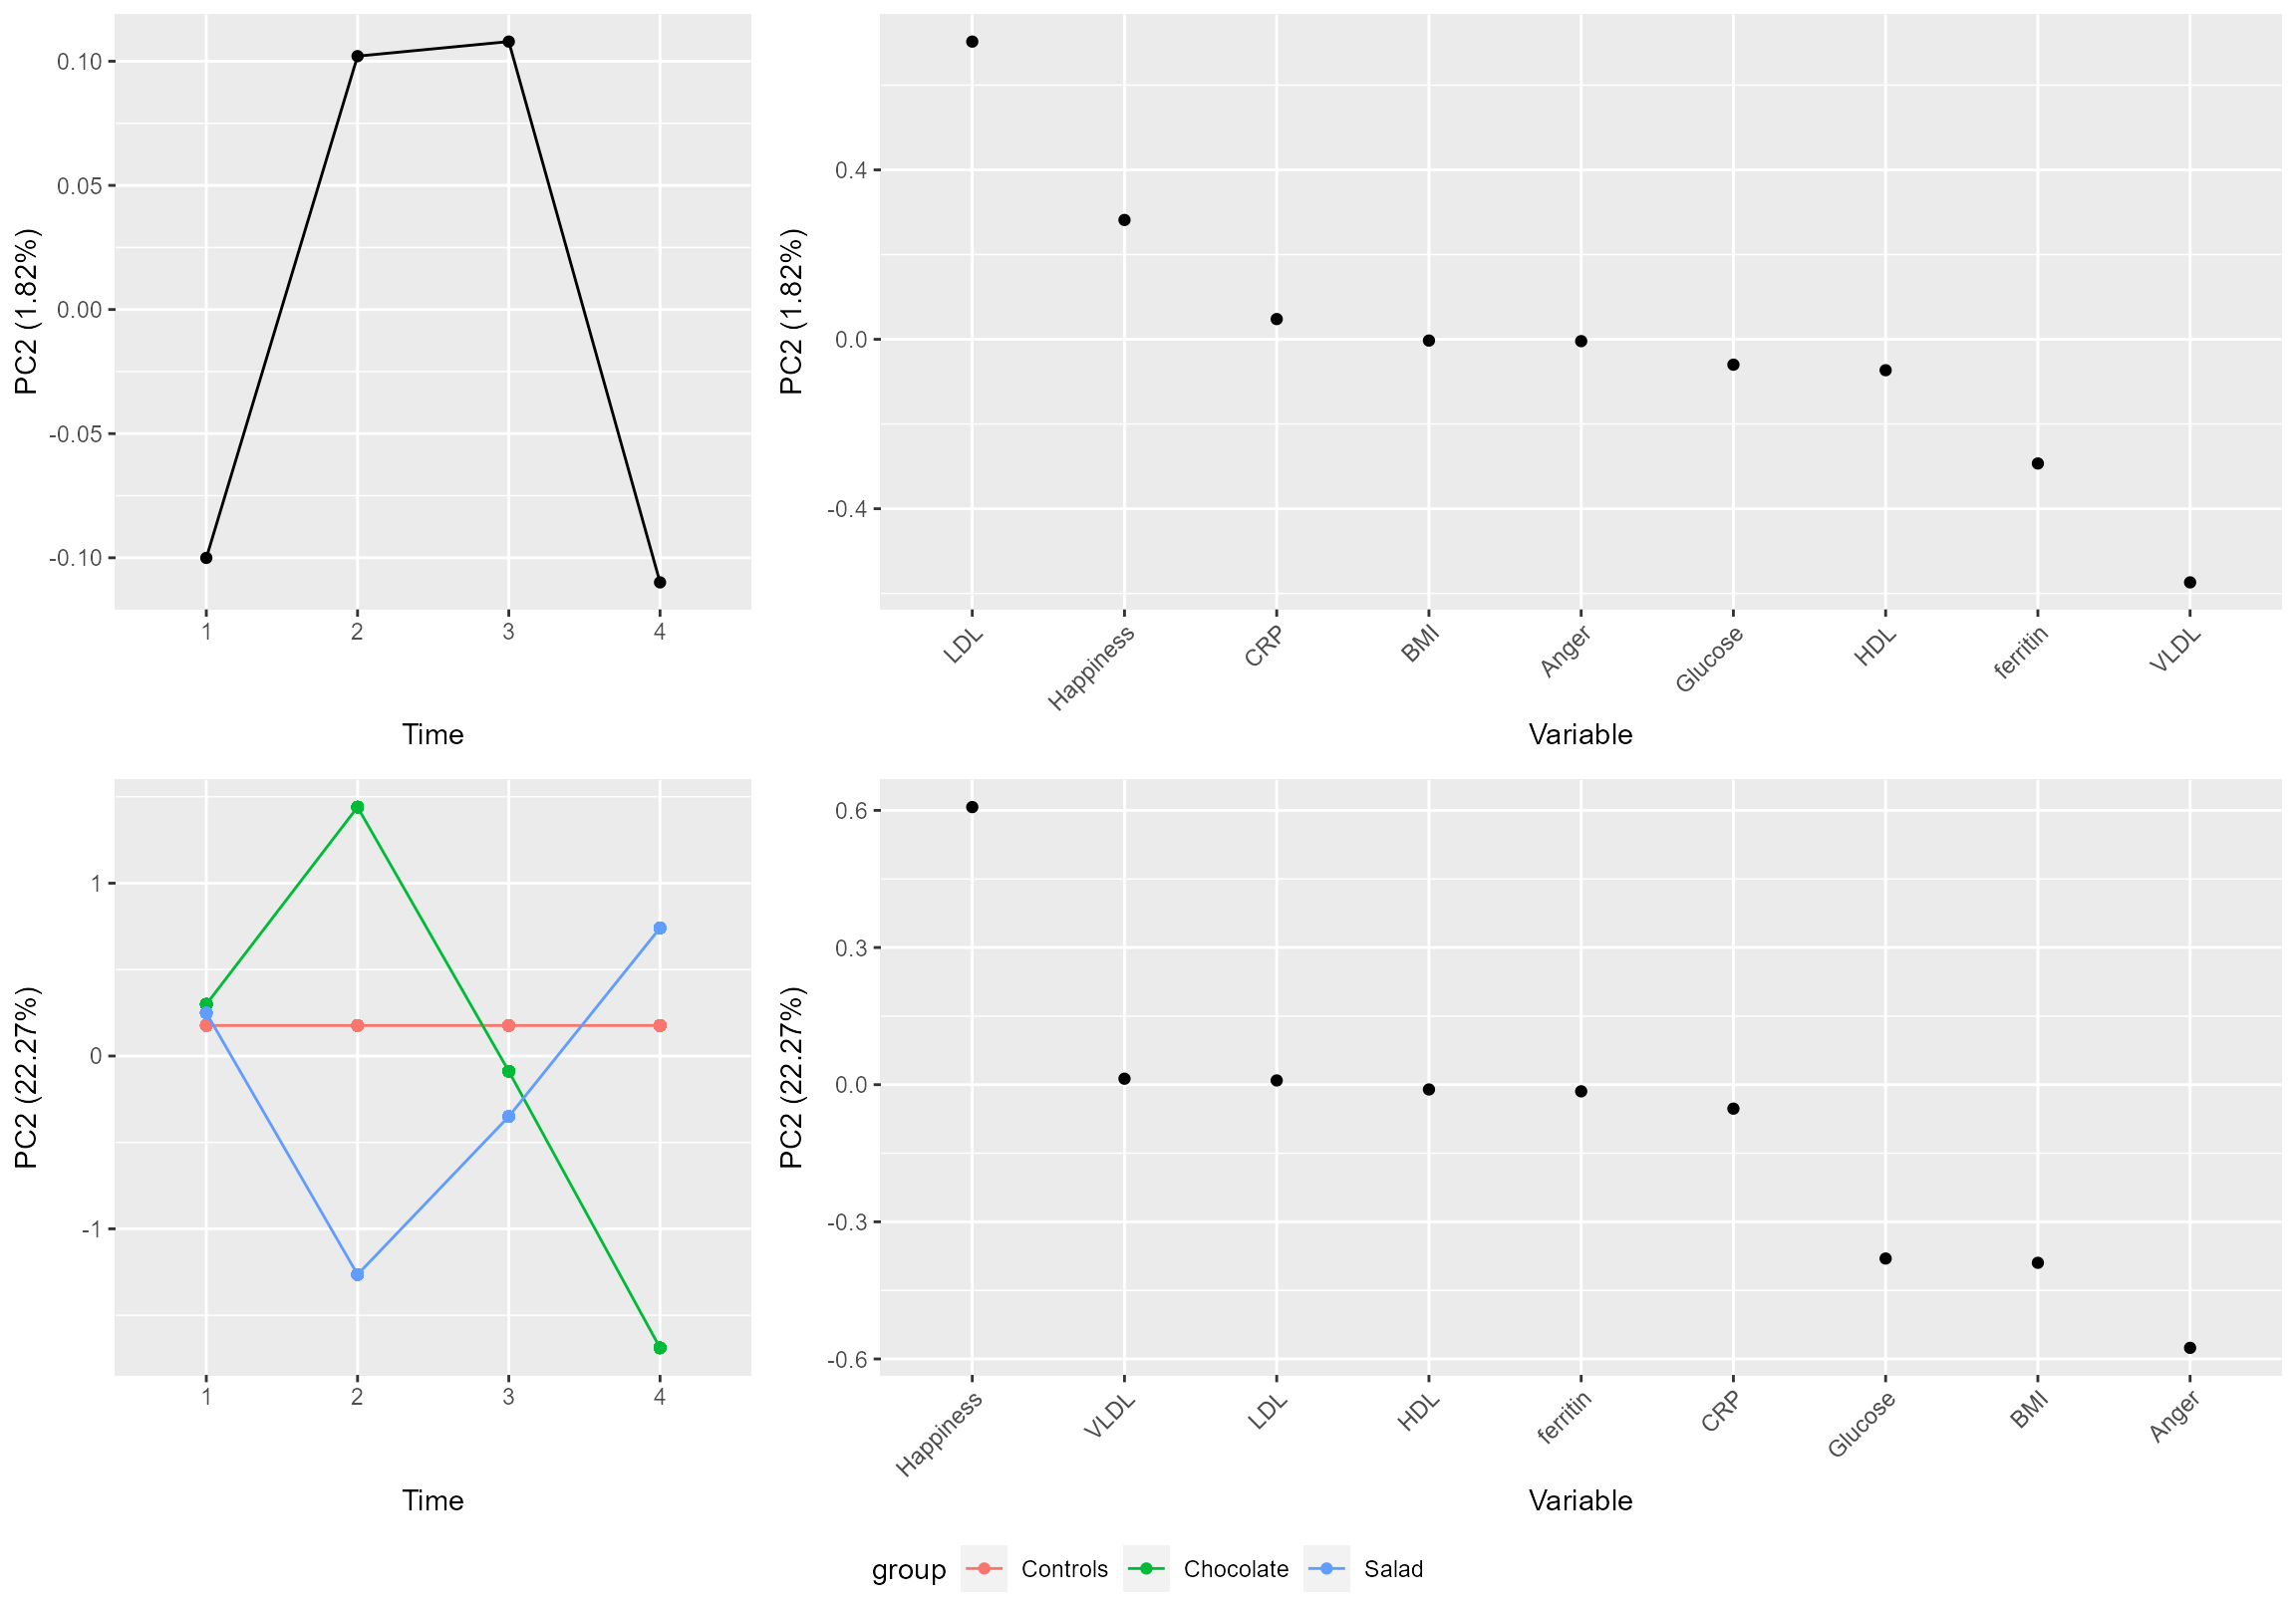 PC2 (1.82%)
0.10
0.05
0.00
-0.05
-0.10
1 2 3 4
Time
PC2 (1.82%)
0.4
0.0
-0.4
LDL Happiness CRP BMI Anger Glucose HDL ferritin VLDL
Variable
PC2 (22.27%)
1
0
-1
1 2 3 4
Time
PC2 (22.27%)
0.6
0.3
0.0
-0.3
-0.6
Happiness VLDL LDL HDL ferritin CRP Glucose BMI Anger
Variable
group Controls Chocolate Salad